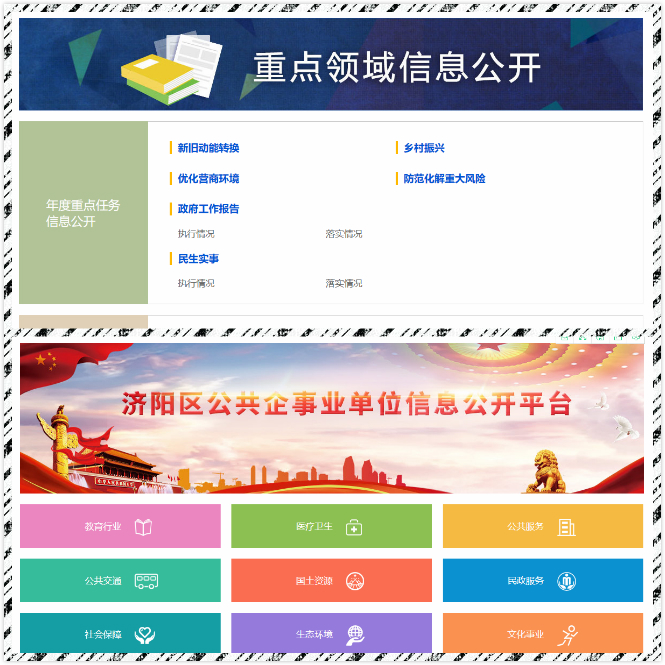 重点领域信息公开
年度重点任务
信息公开
新旧动能转换
乡村振兴
优化营商环境
防范化解重大风险
政府工作报告
执行情况
落实情况
民生实事
执行情况
落实情况
济阳区公共企事业单位信息公开平台
教育行业
医疗卫生
公共服务
公共交通
国土资源
民政服务
社会保障
生态环境
文化事业